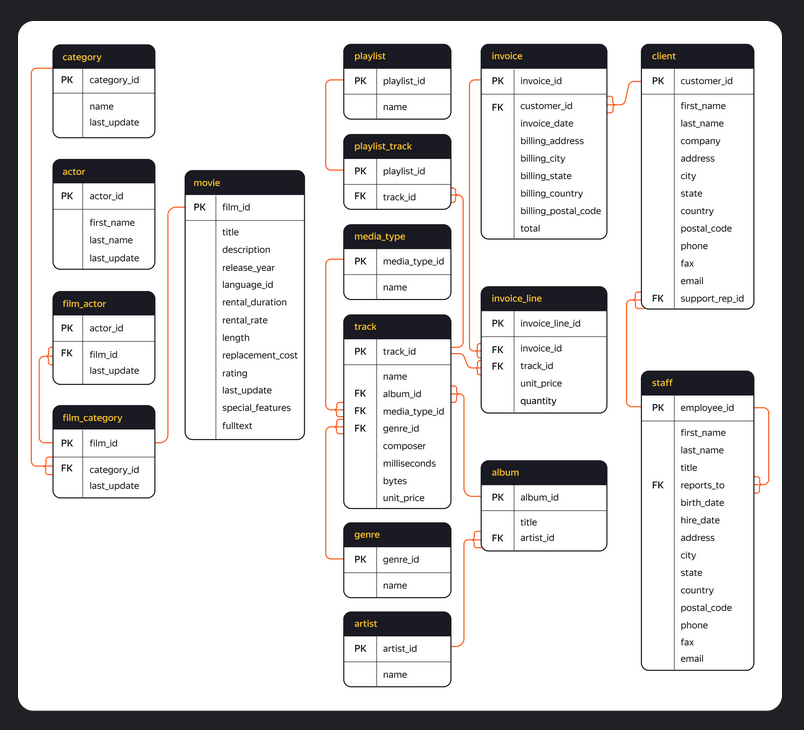 category
PK category_id
name
last_update
actor
PK actor_id
first_name
last_name
last_update
film_actor
PK actor_id
FK film_id
last_update
film_category
PK film_id
FK category_id
last_update
movie
PK film_id
title
description
release_year
language_id
rental_duration
rental_rate
length
replacement_cost
rating
last_update
special_features
fulltext
playlist
PK playlist_id
name
playlist_track
PK playlist_id
FK track_id
media_type
PK media_type_id
name
track
PK track_id
name
FK album_id
FK media_type_id
FK genre_id
composer
milliseconds
bytes
unit_price
genre
PK genre_id
name
artist
PK artist_id
name
invoice
PK invoice_id
FK customer_id
invoice_date
billing_address
billing_city
billing_state
billing_country
billing_postal_code
total
invoice_line
PK invoice_line_id
FK invoice_id
FK track_id
unit_price
quantity
album
PK album_id
title
FK artist_id
client
PK customer_id
first_name
last_name
company
address
city
state
country
postal_code
phone
fax
email
FK support_rep_id
staff
PK employee_id
first_name
last_name
title
FK reports_to
birth_date
hire_date
address
city
state
country
postal_code
phone
fax
email